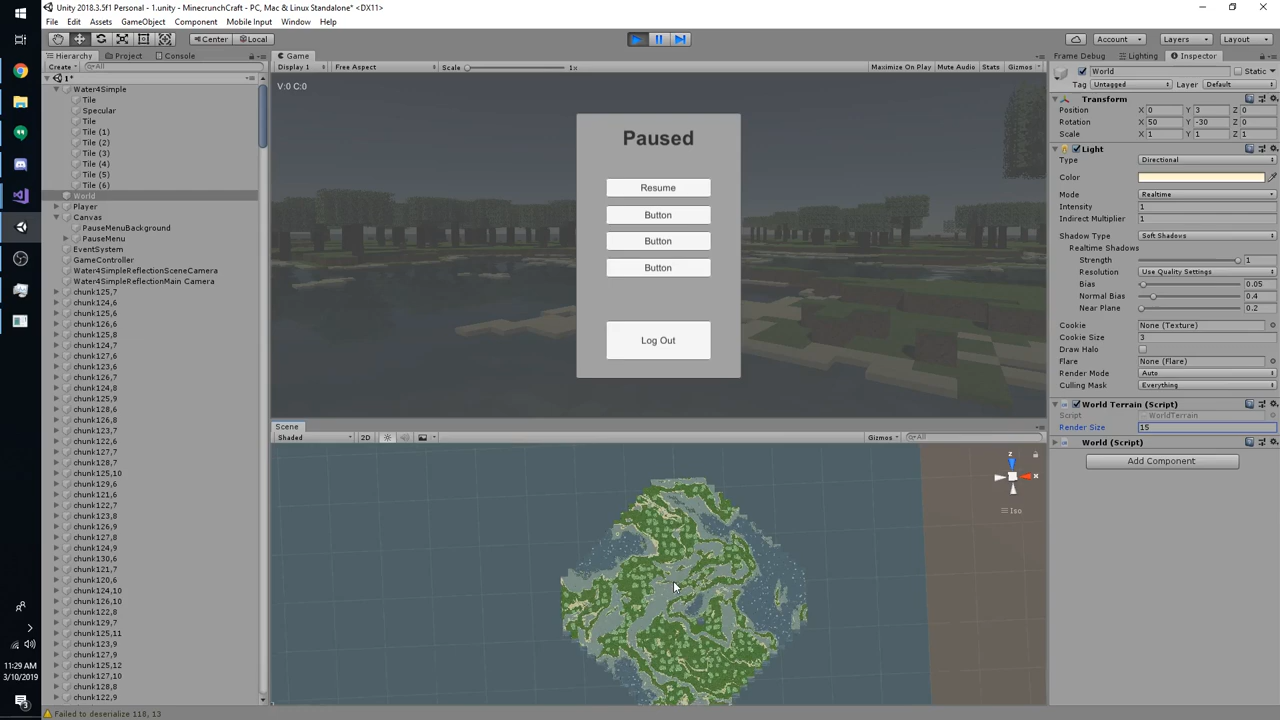 Unity 2018.3.5f1 Personal - 1.unity - MinecrunchCraft - PC, Mac & Linux Standalone* <DX11>
File Edit Assets GameObject Component Mobile Input Window Help
Center Local Account Layers Layout
Hierarchy Project Console Game Frame Debug Lighting Inspector
Create All
Display 1 Free Aspect Scale 1x Maximize On Play Mute Audio Stats Gizmos
1*
Water4Simple
Tile
Specular
Tile
Tile (1)
Tile (2)
Tile (3)
Tile (4)
Tile (5)
Tile (6)
World
Player
Canvas
PauseMenuBackground
PauseMenu
EventSystem
GameController
Water4SimpleReflectionSceneCamera
Water4SimpleReflectionMain Camera
chunk125,7
chunk124,6
chunk125,6
chunk126,6
chunk125,8
chunk124,7
chunk127,6
chunk123,6
chunk126,7
chunk124,8
chunk125,9
chunk128,6
chunk126,8
chunk123,7
chunk122,6
chunk127,7
chunk128,7
chunk125,10
chunk129,6
chunk121,6
chunk122,7
chunk123,8
chunk126,9
chunk127,8
chunk124,9
chunk130,6
chunk121,7
chunk120,6
chunk124,10
chunk126,10
chunk122,8
chunk129,7
chunk125,11
chunk123,9
chunk127,9
chunk125,12
chunk127,10
chunk128,8
chunk122,9
V:0 C:0
Paused
Resume
Button
Button
Button
Log Out
Scene
Shaded 2D Gizmos All
z
x
Iso
World Static
Tag Untagged Layer Default
Transform
Position X 0 Y 3 Z 0
Rotation X 50 Y -30 Z 0
Scale X 1 Y 1 Z 1
Light
Type Directional
Color
Mode Realtime
Intensity 1
Indirect Multiplier 1
Shadow Type Soft Shadows
Realtime Shadows
Strength 1
Resolution Use Quality Settings
Bias 0.05
Normal Bias 0.4
Near Plane 0.2
Cookie None (Texture)
Cookie Size 3
Draw Halo
Flare None (Flare)
Render Mode Auto
Culling Mask Everything
World Terrain (Script)
Script WorldTerrain
Render Size 15
World (Script)
Add Component
11:29 AM
3/10/2019
3
Failed to deserialize 118, 13